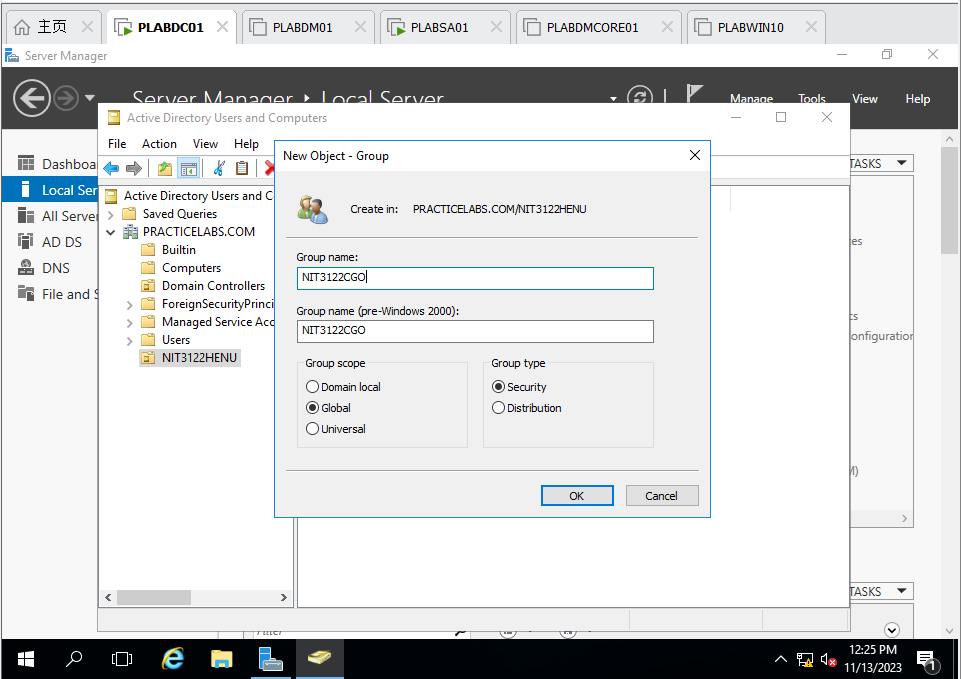 主页
PLABDC01
PLABDM01
PLABSA01
PLABDMCORE01
PLABWIN10
Server Manager
Server Manager
Local Server
Manage
Tools
View
Help
Active Directory Users and Computers
File
Action
View
Help
Dashboa
Local Ser
All Server
AD DS
DNS
File and S
Active Directory Users and C
Saved Queries
PRACTICELABS.COM
Builtin
Computers
Domain Controllers
ForeignSecurityPrinci
Managed Service Acc
Users
NIT3122HENU
New Object - Group
Create in: PRACTICELABS.COM/NIT3122HENU
Group name:
NIT3122CGO
Group name (pre-Windows 2000):
NIT3122CGO
Group scope
Domain local
Global
Universal
Group type
Security
Distribution
OK
Cancel
TASKS
es
cs
onfiguration
M)
TASKS
Filter
12:25 PM
11/13/2023
1